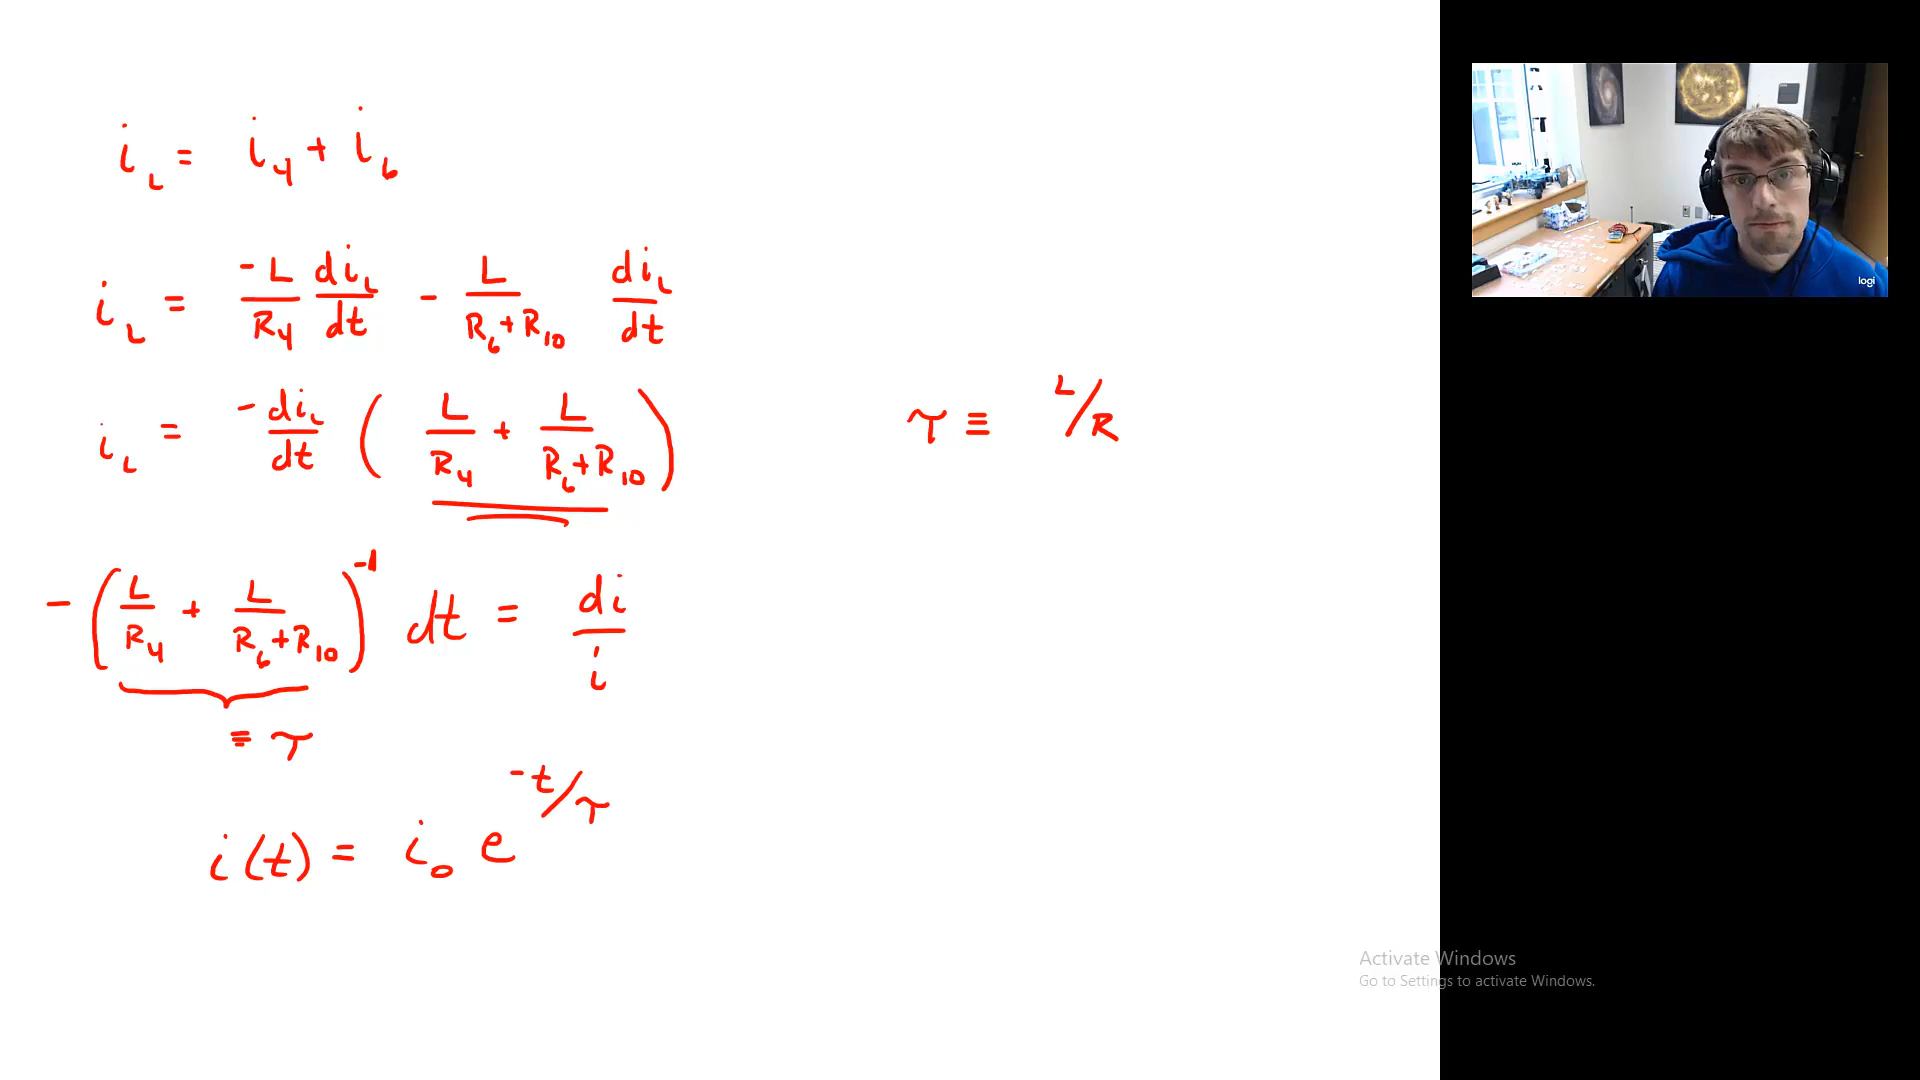 i_L = i_4 + i_6
i_L = -L/R_4 di_L/dt - L/(R_6+R_10) di_L/dt
i_L = -di_L/dt ( L/R_4 + L/(R_6+R_10) )
τ ≡ L/R
- ( L/R_4 + L/(R_6+R_10) )^-1 dt = di/i
≡ τ
i(t) = i_0 e^-t/τ
logi
Activate Windows
Go to Settings to activate Windows.